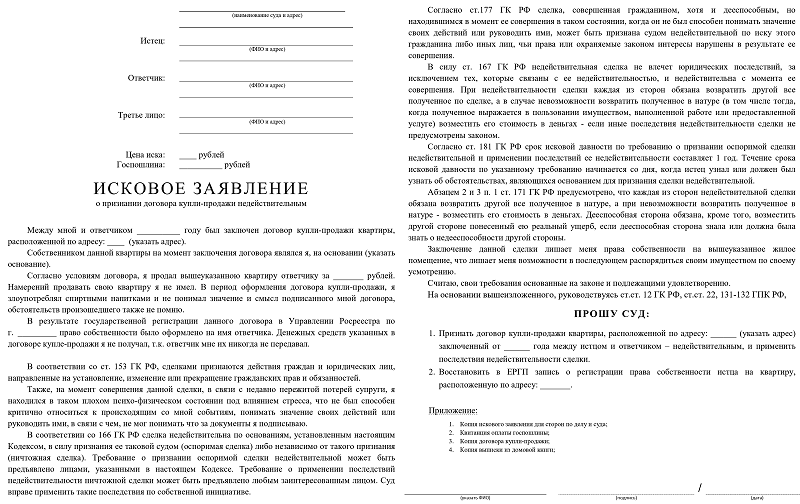 (наименование суда и адрес)
Истец:
(ФИО и адрес)
Ответчик:
(ФИО и адрес)
Третье лицо:
(ФИО и адрес)
Цена иска: ____ рублей
Госпошлина: __________ рублей
ИСКОВОЕ ЗАЯВЛЕНИЕ
о признании договора купли-продажи недействительным
Между мной и ответчиком __________ году был заключен договор купли-продажи квартиры,
расположенной по адресу: ____ (указать адрес).
Собственником данной квартиры на момент заключения договора являлся я, на основании (указать
основание).
Согласно условиям договора, я продал вышеуказанную квартиру ответчику за _______ рублей.
Намерений продавать свою квартиру я не имел. В период оформления договора купли-продажи, я
злоупотреблял спиртными напитками и не понимал значение и смысл подписанного мной договора,
обстоятельств произошедшего также не помню.
В результате государственной регистрации данного договора в Управлении Росреестра по
г. _________ право собственности было оформлено на имя ответчика. Денежных средств указанных в
договоре купле-продажи я не получал, т.к. ответчик мне их никогда не передавал.
В соответствии со ст. 153 ГК РФ, сделками признаются действия граждан и юридических лиц,
направленные на установление, изменение или прекращение гражданских прав и обязанностей.
Также, на момент совершения данной сделки, в связи с недавно пережитой потерей супруги, я
находился в таком плохом психо-физическом состоянии под влиянием стресса, что не был способен
критично относиться к происходящим со мной событиям, понимать значение своих действий или
руководить ими, в связи с чем, не мог понимать что за документы я подписываю.
В соответствии со 166 ГК РФ сделка недействительна по основаниям, установленным настоящим
Кодексом, в силу признания ее таковой судом (оспоримая сделка) либо независимо от такого признания
(ничтожная сделка). Требование о признании оспоримой сделки недействительной может быть
предъявлено лицами, указанными в настоящем Кодексе. Требование о применении последствий
недействительности ничтожной сделки может быть предъявлено любым заинтересованным лицом. Суд
вправе применить такие последствия по собственной инициативе.
Согласно ст.177 ГК РФ сделка, совершенная гражданином, хотя и дееспособным, но
находившимся в момент ее совершения в таком состоянии, когда он не был способен понимать значение
своих действий или руководить ими, может быть признана судом недействительной по иску этого
гражданина либо иных лиц, чьи права или охраняемые законом интересы нарушены в результате ее
совершения.
В силу ст. 167 ГК РФ недействительная сделка не влечет юридических последствий, за
исключением тех, которые связаны с ее недействительностью, и недействительна с момента ее
совершения. При недействительности сделки каждая из сторон обязана возвратить другой все
полученное по сделке, а в случае невозможности возвратить полученное в натуре (в том числе тогда,
когда полученное выражается в пользовании имуществом, выполненной работе или предоставленной
услуге) возместить его стоимость в деньгах - если иные последствия недействительности сделки не
предусмотрены законом.
Согласно ст. 181 ГК РФ срок исковой давности по требованию о признании оспоримой сделки
недействительной и применении последствий ее недействительности составляет 1 год. Течение срока
исковой давности по указанному требованию начинается со дня, когда истец узнал или должен был
узнать об обстоятельствах, являющихся основанием для признания сделки недействительной.
Абзацем 2 и 3 п. 1 ст. 171 ГК РФ предусмотрено, что каждая из сторон недействительной сделки
обязана возвратить другой все полученное в натуре, а при невозможности возвратить полученное в
натуре - возместить его стоимость в деньгах. Дееспособная сторона обязана, кроме того, возместить
другой стороне понесенный ею реальный ущерб, если дееспособная сторона знала или должна была
знать о недееспособности другой стороны.
Заключение данной сделки лишает меня права собственности на вышеуказанное жилое
помещение, что лишает меня возможности в последующем распорядиться своим имуществом по своему
усмотрению.
Считаю, свои требования основанные на законе и подлежащими удовлетворению.
На основании вышеизложенного, руководствуясь ст.ст. 12 ГК РФ, ст.ст. 22, 131-132 ГПК РФ,
ПРОШУ СУД:
1. Признать договор купли-продажи квартиры, расположенной по адресу: ______ (указать адрес)
заключенный от ______ года между истцом и ответчиком – недействительным, и применить
последствия недействительности сделки.
2. Восстановить в ЕРГП запись о регистрации права собственности истца на квартиру,
расположенную по адресу: _______.
Приложение:
1. Копия искового заявления для сторон по делу и суда;
2. Квитанция оплаты госпошлины;
3. Копия договора купли-продажи;
4. Копия выписки из домовой книги;
/
(указать ФИО) (подпись) (дата)